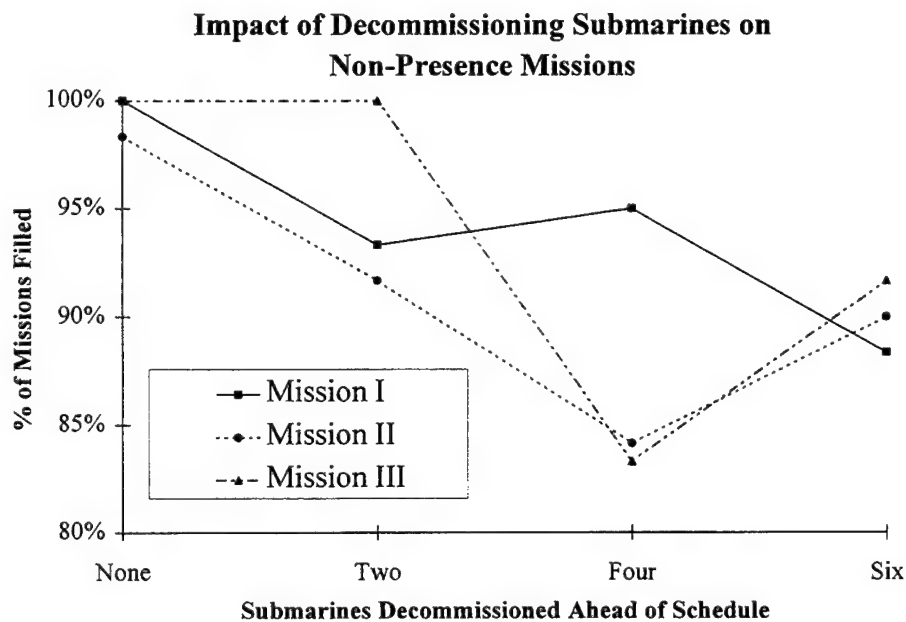 Impact of Decommissioning Submarines on
Non-Presence Missions
100%
95%
90%
85%
80%
% of Missions Filled
Mission I
Mission II
Mission III
None
Two
Four
Six
Submarines Decommissioned Ahead of Schedule